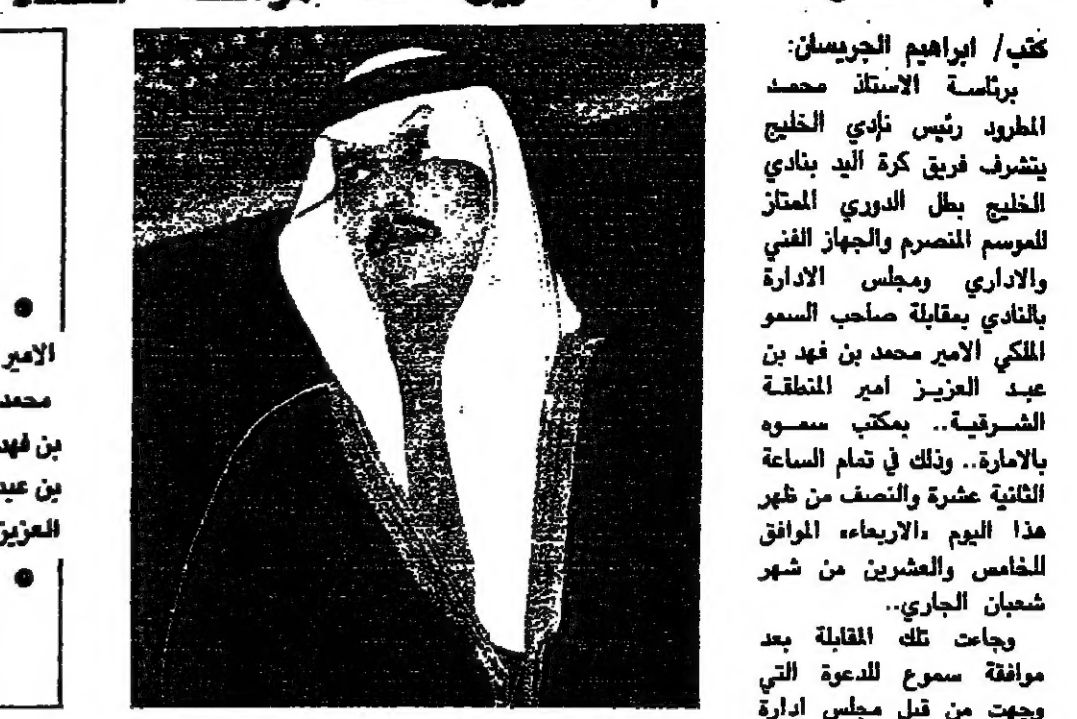 كتب/ ابراهيم الجريسان:
برئاسة الاستاذ محمد
المطرود رئيس نادي الخليج
يتشرف فريق كرة اليد بنادي
الخليج بطل الدوري الممتاز
للموسم المنصرم والجهاز الفني
والاداري ومجلس الادارة
بالنادي بمقابلة صاحب السمو
الملكي الامير محمد بن فهد بن
عبد العزيز امير المنطقة
الشرقية.. بمكتب سموه
بالامارة.. وذلك في تمام الساعة
الثانية عشرة والنصف من ظهر
هذا اليوم «الاربعاء» الموافق
للخامس والعشرين من شهر
شعبان الجاري..
وجاءت تلك المقابلة بعد
موافقة سموع للدعوة التي
وجهت من قبل مجلس ادارة
الامير
محمد
بن فهد
بن عبد
العزيز